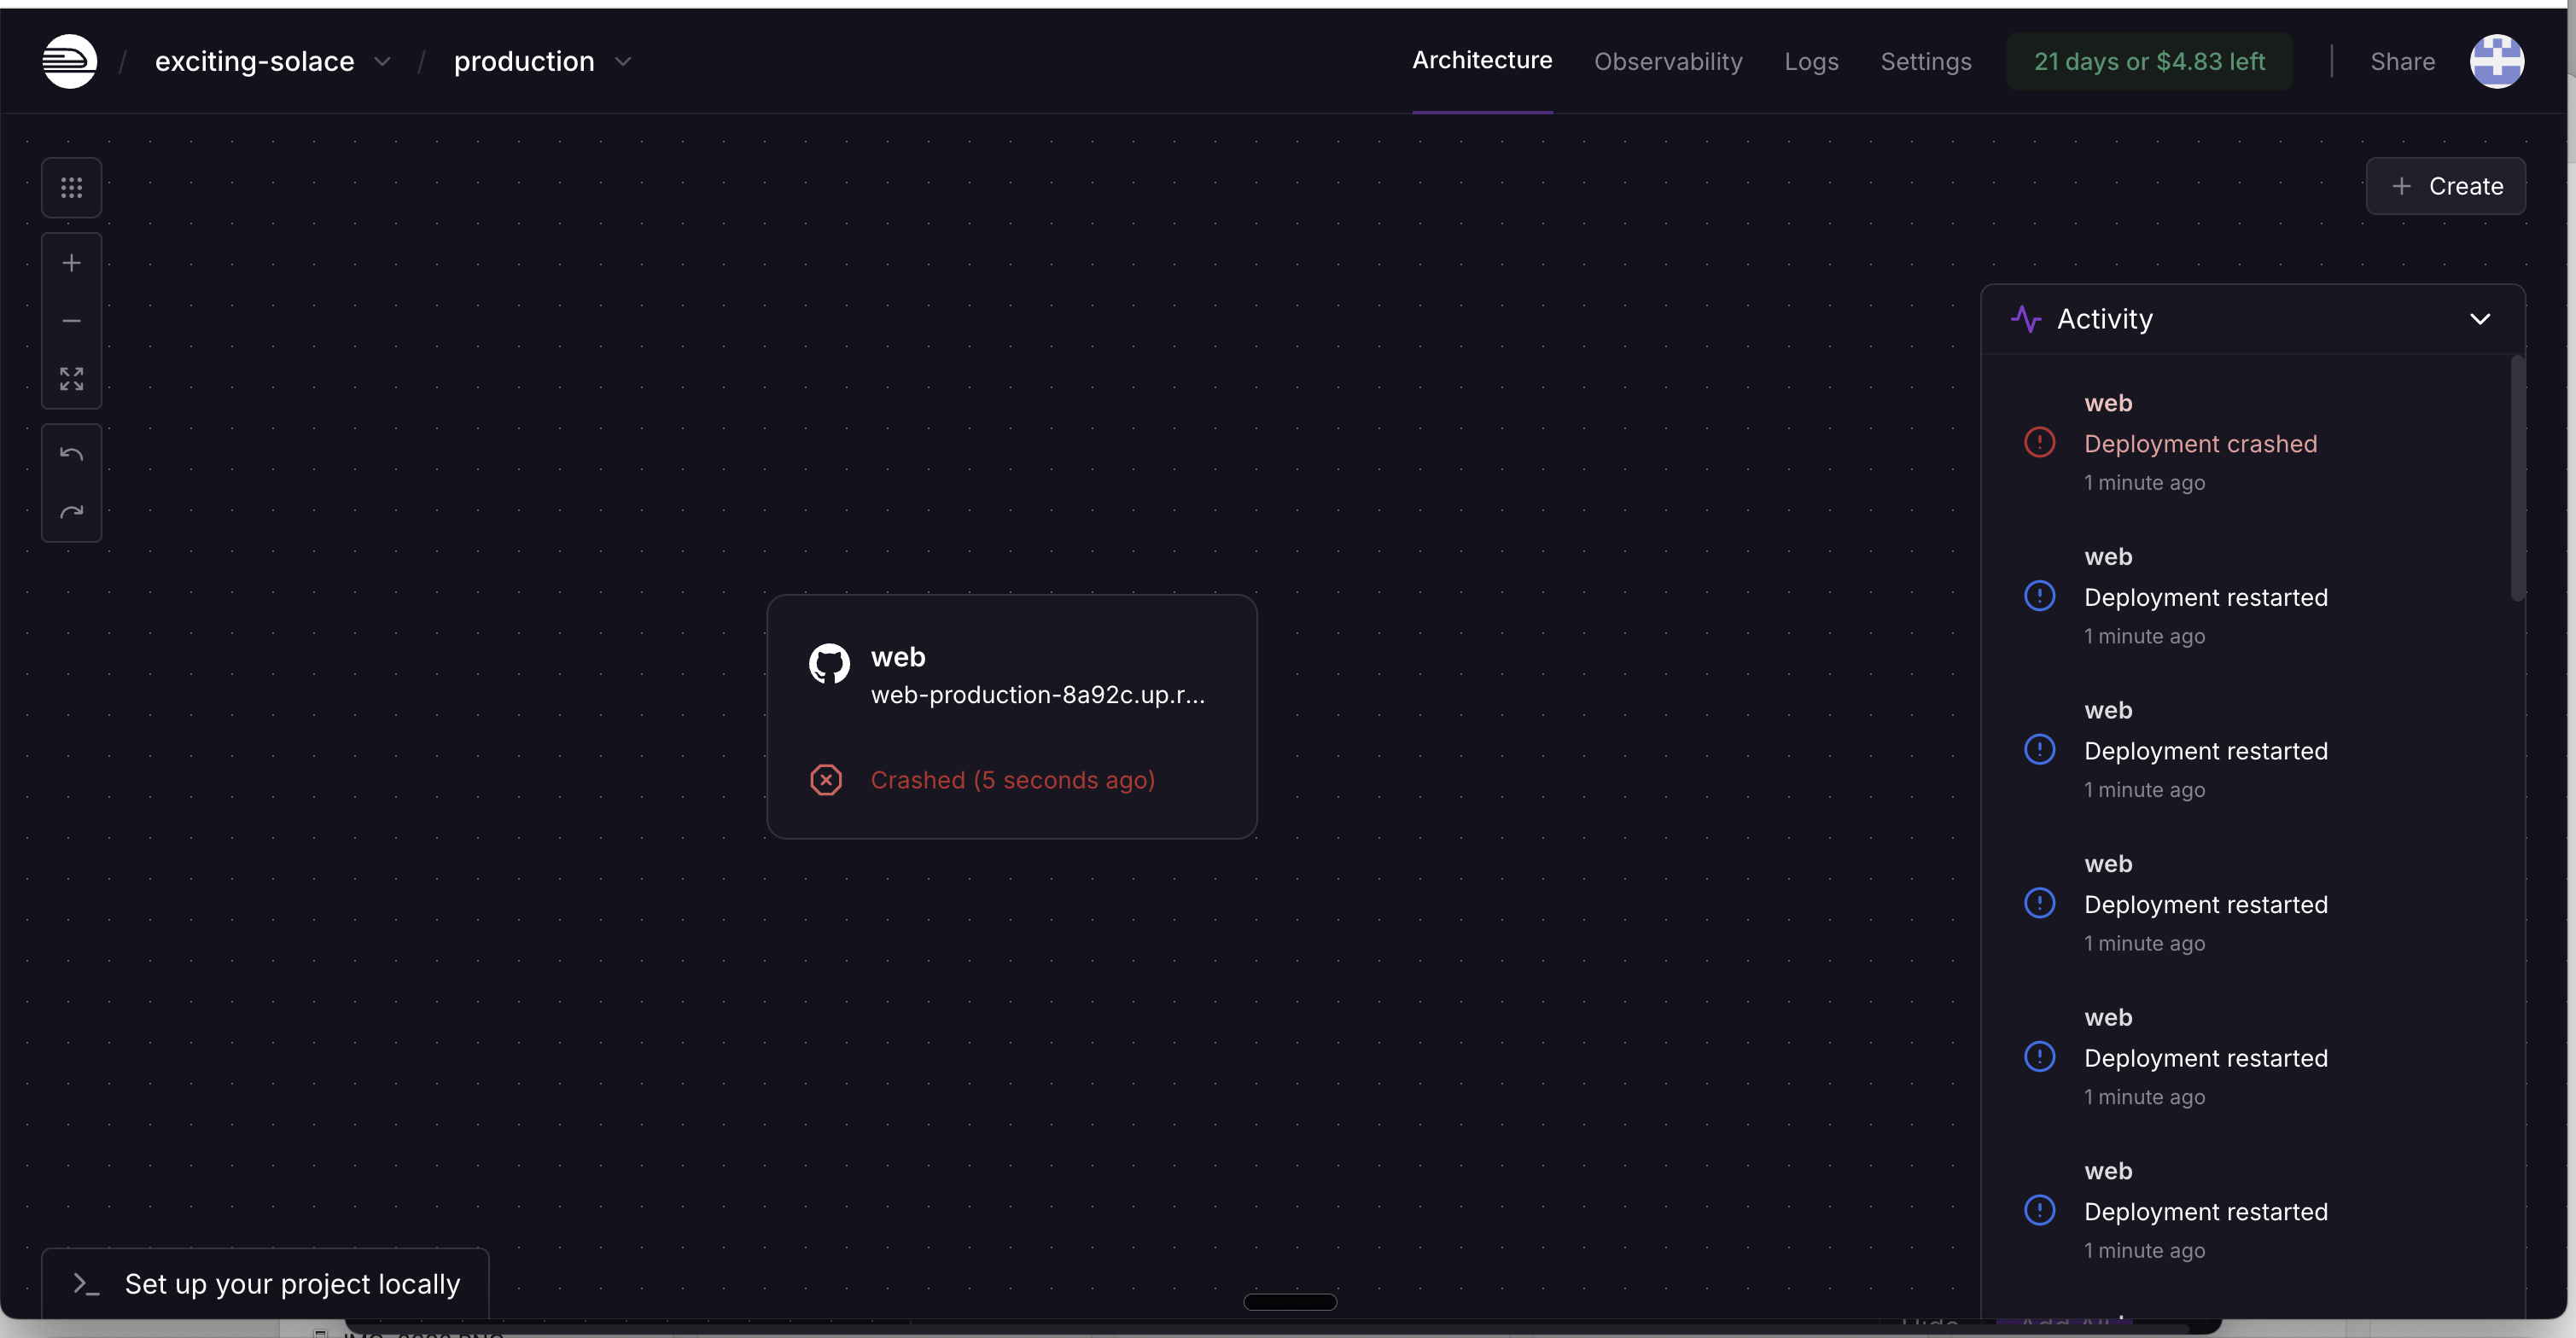 exciting-solace
production
Architecture
Observability
Logs
Settings
21 days or $4.83 left
Share
Create
Activity
web
Deployment crashed
1 minute ago
web
Deployment restarted
1 minute ago
web
Deployment restarted
1 minute ago
web
Deployment restarted
1 minute ago
web
Deployment restarted
1 minute ago
web
Deployment restarted
1 minute ago
web
web-production-8a92c.up.r...
Crashed (5 seconds ago)
Set up your project locally